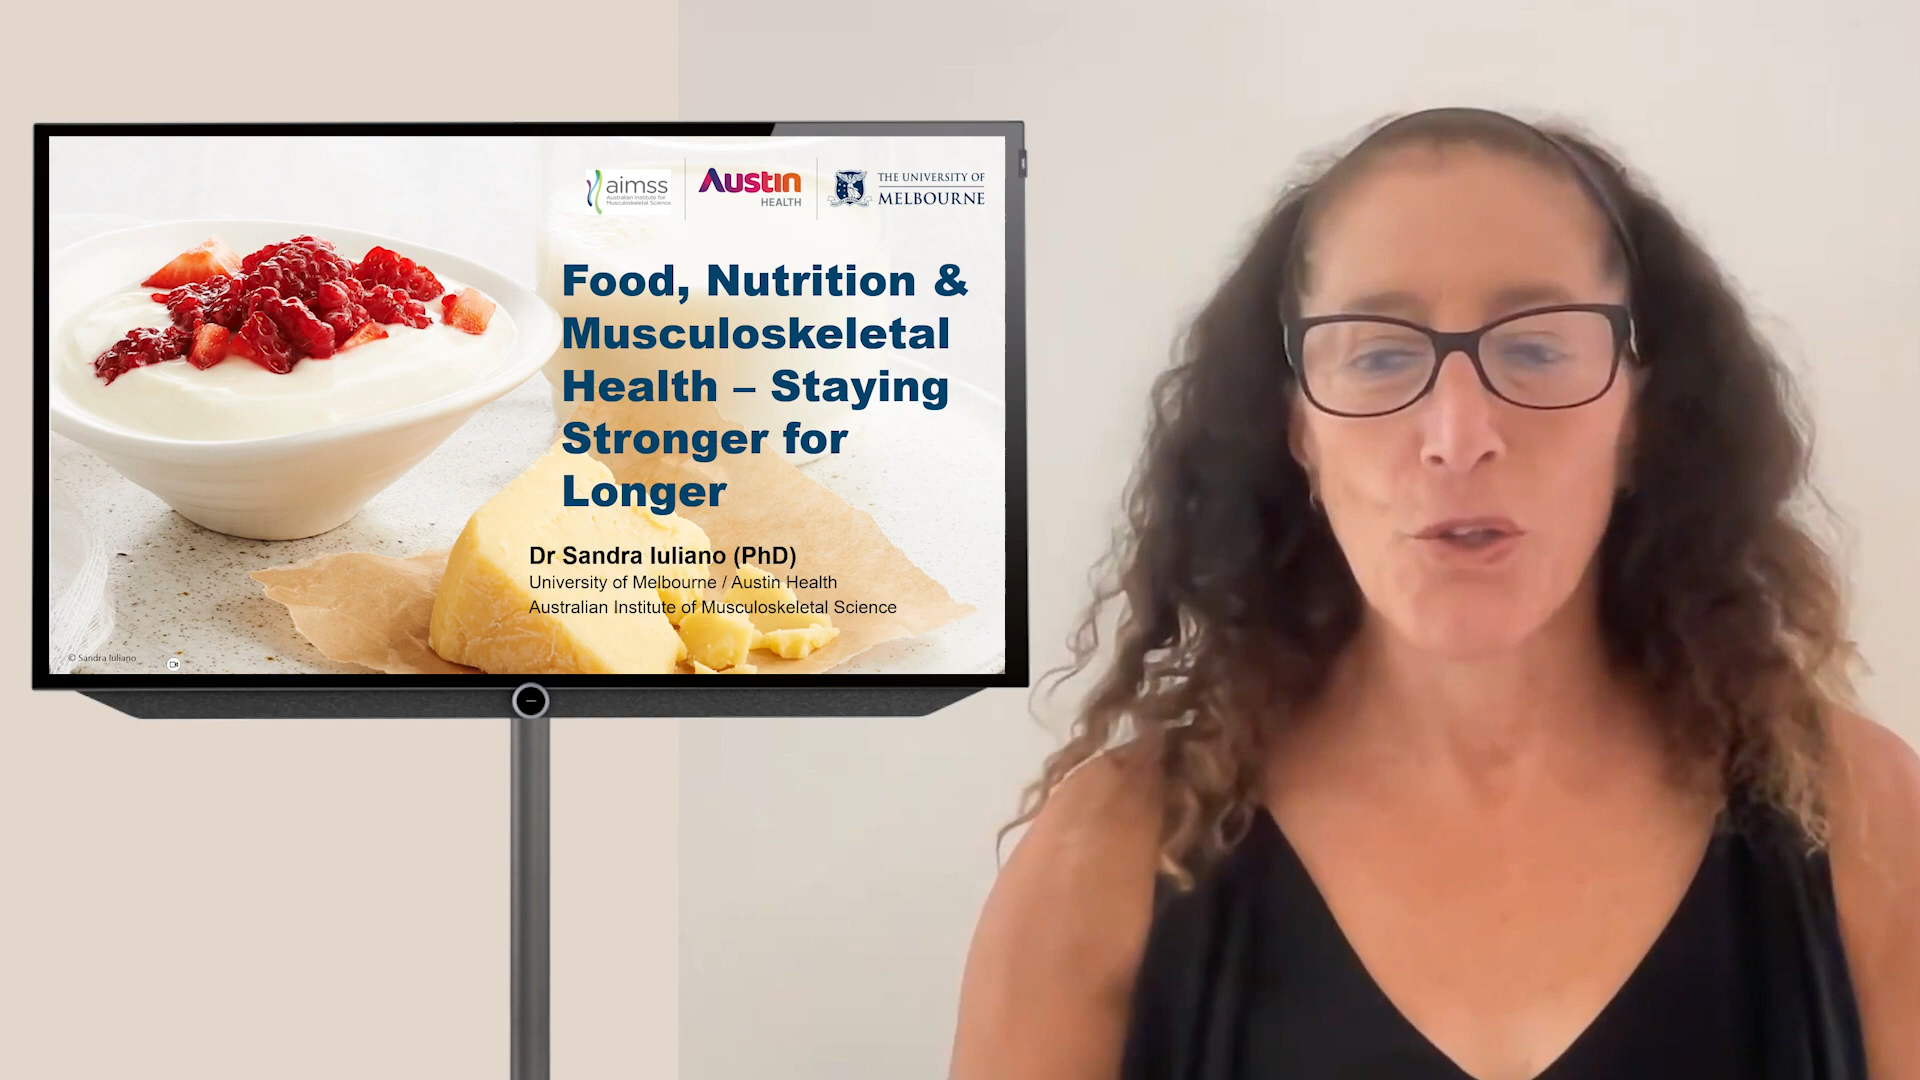 aimss
Australian Institute for
Musculoskeletal Science
Austin
HEALTH
THE UNIVERSITY OF
MELBOURNE
Food, Nutrition &
Musculoskeletal
Health – Staying
Stronger for
Longer
Dr Sandra Iuliano (PhD)
University of Melbourne / Austin Health
Australian Institute of Musculoskeletal Science
© Sandra Iuliano